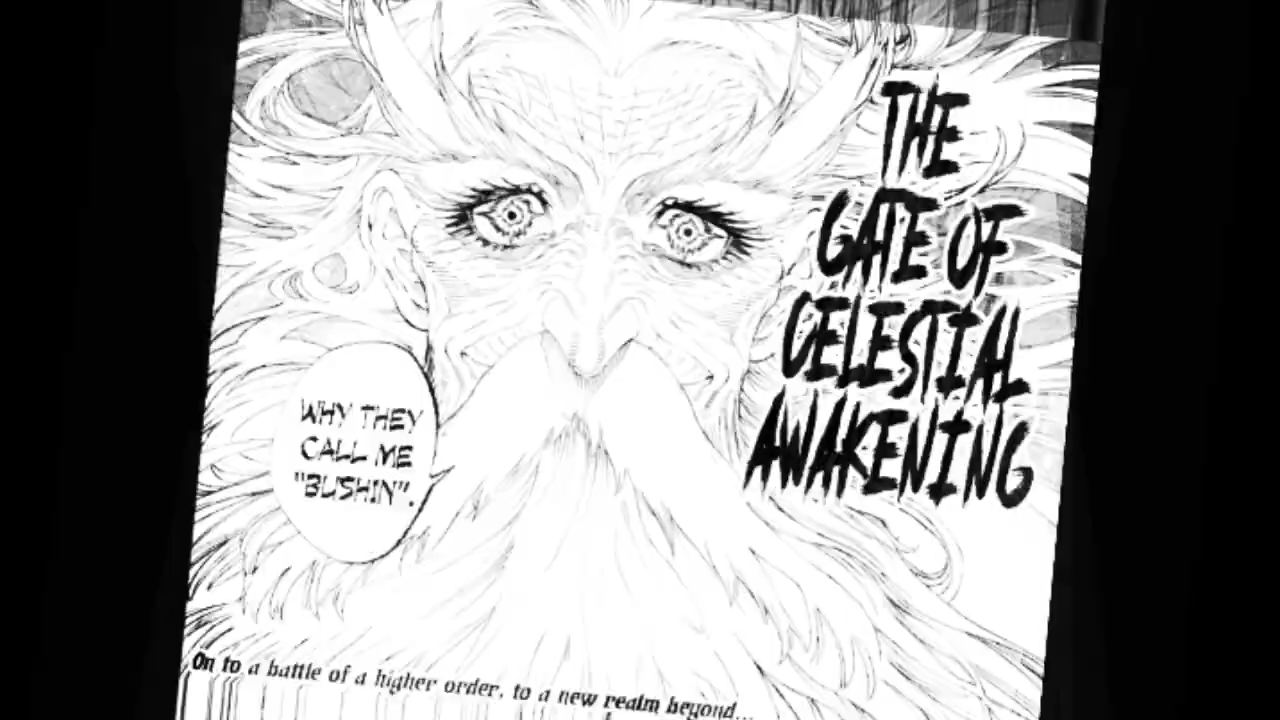 THE
GATE OF
CELESTIAL
AWAKENING
WHY THEY
CALL ME
"BUSHIN".
On to a battle of a higher order, to a new realm beyond...